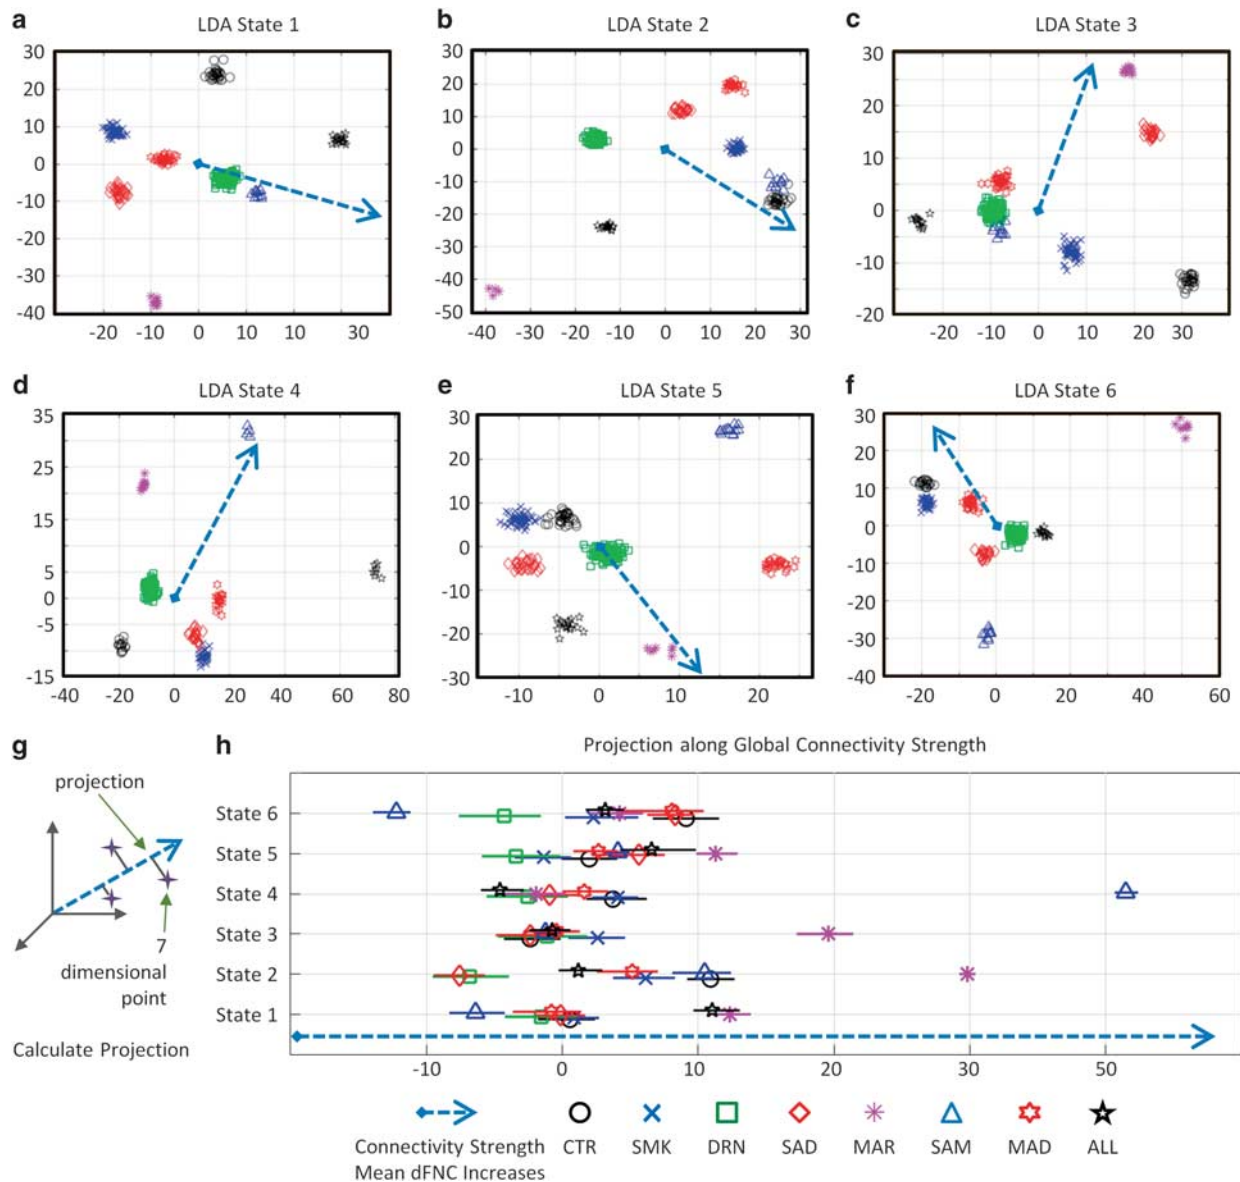 a
LDA State 1
30
20
10
0
-10
-20
-30
-40
-20 -10 0 10 10 30
b
LDA State 2
30
20
10
0
-10
-20
-30
-40
-50
-40 -30 -20 -10 0 10 20 30
c
LDA State 3
30
25
10
0
-10
-20
-30 -20 -10 0 10 20 30
d
LDA State 4
35
25
15
5
0
-5
-15
-40 -20 0 20 40 60 80
e
LDA State 5
30
20
10
0
-10
-20
-30
-10 0 10 20
f
LDA State 6
30
20
10
0
-10
-20
-30
-40
-20 0 20 40 60
g
projection
7
dimensional
point
Calculate Projection
h
Projection along Global Connectivity Strength
State 6
State 5
State 4
State 3
State 2
State 1
-10 0 10 20 30 50
Connectivity Strength
Mean dFNC Increases
CTR SMK DRN SAD MAR SAM MAD ALL